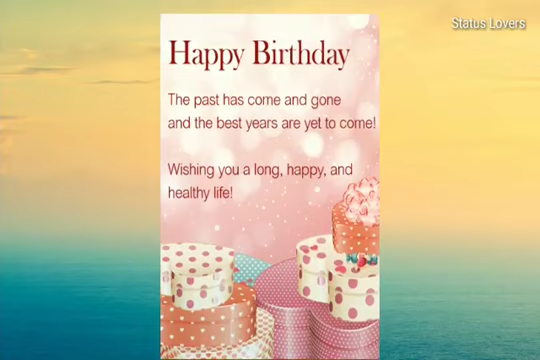 Status Lovers
Happy Birthday
The past has come and gone
and the best years are yet to come!
Wishing you a long, happy, and
healthy life!